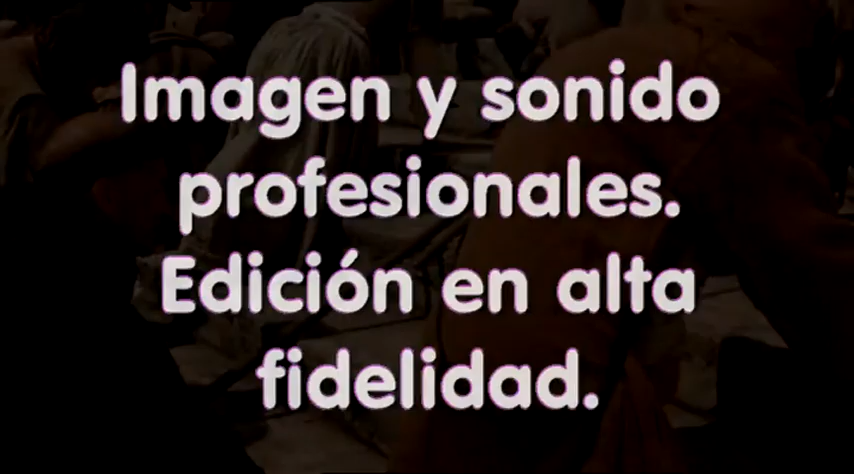 Imagen y sonido
profesionales.
Edición en alta
fidelidad.